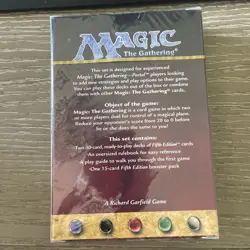 MAGIC
The Gathering®
This set is designed for experienced
Magic: The Gathering—Portal™ players looking
to add new strategies and play options to their game.
You can play these decks out of the box or combine
them with other Magic: The Gathering® cards.
Object of the game:
Magic: The Gathering is a card game in which two
or more players duel for control of a magical plane.
Reduce your opponent's score from 20 to 0 before
he or she does the same to you!
This set contains:
·Two 30-card, ready-to-play decks of Fifth Edition™ cards
·An oversized rulebook for easy reference
·A play guide to walk you through the first game
·One 15-card Fifth Edition booster pack
A Richard Garfield Game